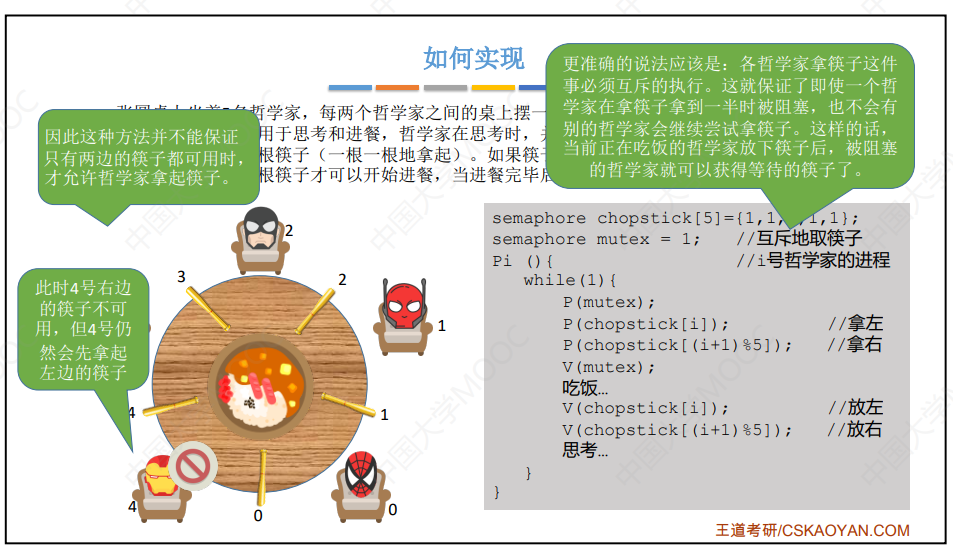 如何实现
更准确的说法应该是：各哲学家拿筷子这件
事必须互斥的执行。这就保证了即使一个哲
学家在拿筷子拿到一半时被阻塞，也不会有
别的哲学家会继续尝试拿筷子。这样的话，
当前正在吃饭的哲学家放下筷子后，被阻塞
的哲学家就可以获得等待的筷子了。
名哲学家，每两个哲学家之间的桌上摆一
用于思考和进餐，哲学家在思考时，
根筷子（一根一根地拿起）。如果筷
根筷子才可以开始进餐，当进餐完毕
因此这种方法并不能保证
只有两边的筷子都可用时，
才允许哲学家拿起筷子。
此时4号右边
的筷子不可
用，但4号仍
然会先拿起
左边的筷子
2
3
2
1
4
1
4
0
0
semaphore chopstick[5]={1,1,1,1,1};
semaphore mutex = 1; //互斥地取筷子
Pi (){ //i号哲学家的进程
while(1){
P(mutex);
P(chopstick[i]); //拿左
P(chopstick[(i+1)%5]); //拿右
V(mutex);
吃饭…
V(chopstick[i]); //放左
V(chopstick[(i+1)%5]); //放右
思考…
}
}
王道考研/CSKAOYAN.COM
中国大学MOOC